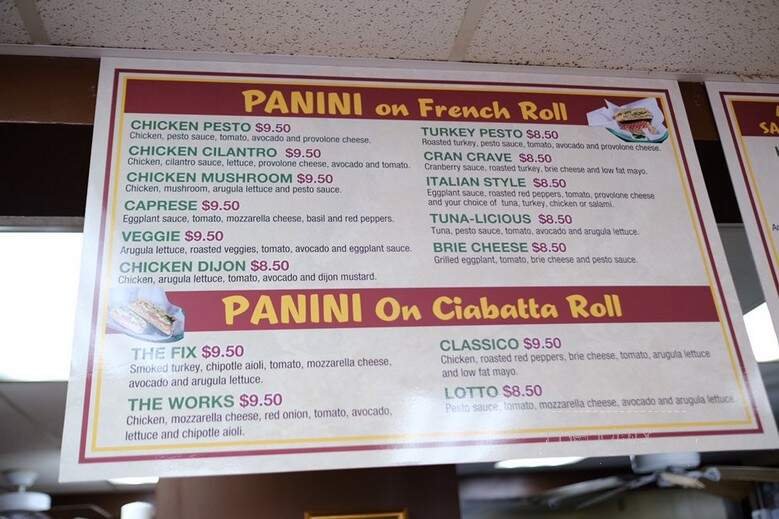 PANINI on French Roll
CHICKEN PESTO $9.50
Chicken, pesto sauce, tomato, avocado and provolone cheese.
CHICKEN CILANTRO $9.50
Chicken, cilantro sauce, lettuce, provolone cheese, avocado and tomato.
CHICKEN MUSHROOM $9.50
Chicken, mushroom, arugula lettuce and pesto sauce.
CAPRESE $9.50
Eggplant sauce, tomato, mozzarella cheese, basil and red peppers.
VEGGIE $9.50
Arugula lettuce, roasted veggies, tomato, avocado and eggplant sauce.
CHICKEN DIJON $8.50
Chicken, arugula lettuce, tomato, avocado and dijon mustard.
TURKEY PESTO $8.50
Roasted turkey, pesto sauce, tomato, avocado and provolone cheese.
CRAN CRAVE $8.50
Cranberry sauce, roasted turkey, brie cheese and low fat mayo.
ITALIAN STYLE $8.50
Eggplant sauce, roasted red peppers, tomato, provolone cheese
and your choice of tuna, turkey, chicken or salami.
TUNA-LICIOUS $8.50
Tuna, pesto sauce, tomato, avocado and arugula lettuce.
BRIE CHEESE $8.50
Grilled eggplant, tomato, brie cheese and pesto sauce.
PANINI On Ciabatta Roll
THE FIX $9.50
Smoked turkey, chipotle aioli, tomato, mozzarella cheese,
avocado and arugula lettuce.
THE WORKS $9.50
Chicken, mozzarella cheese, red onion, tomato, avocado,
lettuce and chipotle aioli.
CLASSICO $9.50
Chicken, roasted red peppers, brie cheese, tomato, arugula lettuce
and low fat mayo.
LOTTO $8.50
Pesto sauce, tomato, mozzarella cheese, avocado and arugula lettuce.